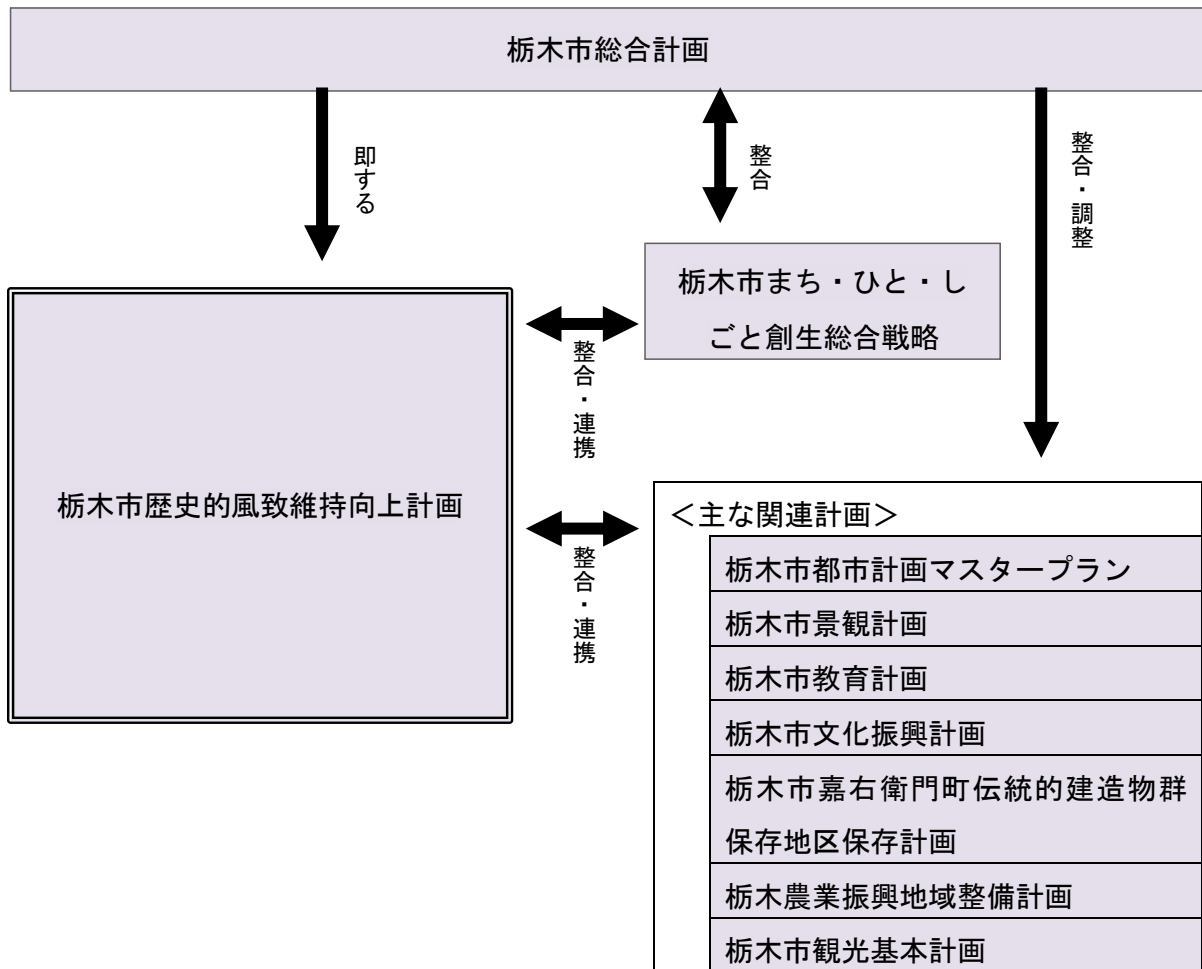 栃木市総合計画
即する
整合
整合・調整
栃木市まち・ひと・し
ごと創生総合戦略
整合・連携
栃木市歴史的風致維持向上計画
整合・連携
＜主な関連計画＞
栃木市都市計画マスタープラン
栃木市景観計画
栃木市教育計画
栃木市文化振興計画
栃木市嘉右衛門町伝統的建造物群
保存地区保存計画
栃木農業振興地域整備計画
栃木市観光基本計画